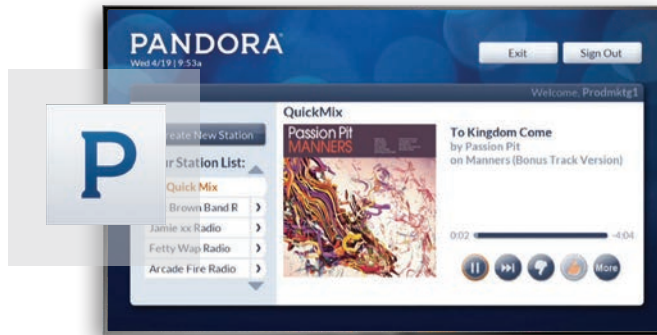 PANDORA
Wed 4/19 | 9:53a
Exit
Sign Out
Welcome, Prodmktg1
QuickMix
Create New Station
P
Your Station List:
Quick Mix
Brown Band R
Jamie xx Radio
Fetty Wap Radio
Arcade Fire Radio
Passion Pit
MANNERS
To Kingdom Come
by Passion Pit
on Manners (Bonus Track Version)
0:02
-4:04
More